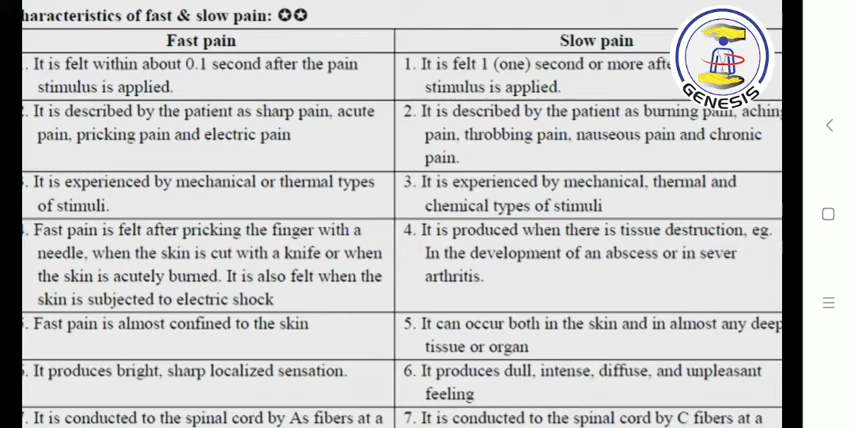 haracteristics of fast & slow pain: ✪✪
Fast pain
Slow pain
. It is felt within about 0.1 second after the pain
stimulus is applied.
1. It is felt 1 (one) second or more afte
stimulus is applied.
. It is described by the patient as sharp pain, acute
pain, pricking pain and electric pain
2. It is described by the patient as burning pain, aching
pain, throbbing pain, nauseous pain and chronic
pain.
. It is experienced by mechanical or thermal types
of stimuli.
3. It is experienced by mechanical, thermal and
chemical types of stimuli
. Fast pain is felt after pricking the finger with a
needle, when the skin is cut with a knife or when
the skin is acutely burned. It is also felt when the
skin is subjected to electric shock
4. It is produced when there is tissue destruction, eg.
In the development of an abscess or in sever
arthritis.
. Fast pain is almost confined to the skin
5. It can occur both in the skin and in almost any deep
tissue or organ
. It produces bright, sharp localized sensation.
6. It produces dull, intense, diffuse, and unpleasant
feeling
. It is conducted to the spinal cord by As fibers at a
7. It is conducted to the spinal cord by C fibers at a
GENESIS